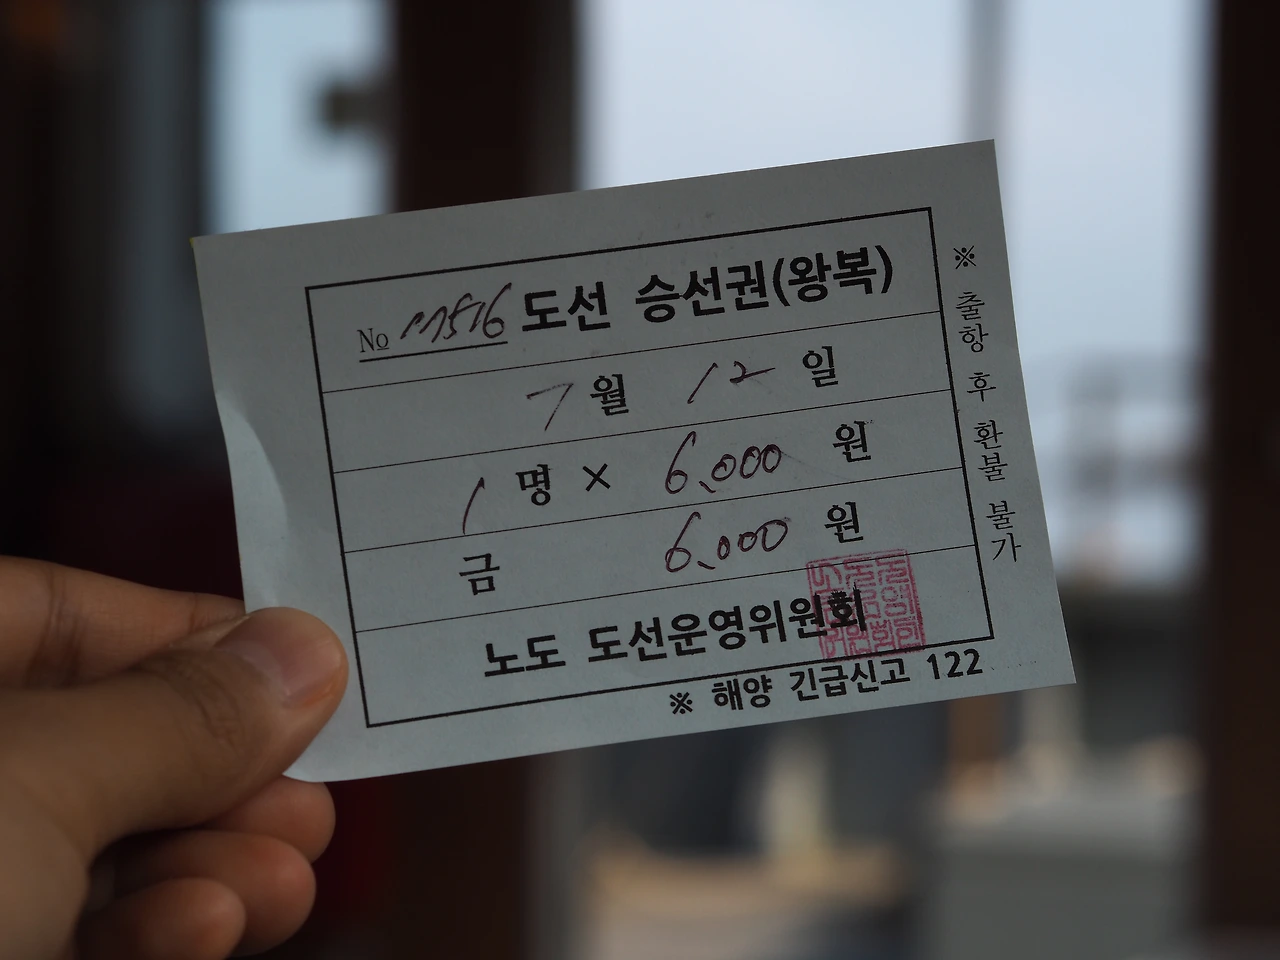 No 17516 도선 승선권(왕복)
7월 12일
1명 × 6,000 원
금 6,000 원
노도 도선운영위원회
※ 해양 긴급신고 122
※ 출항 후 환불 불가